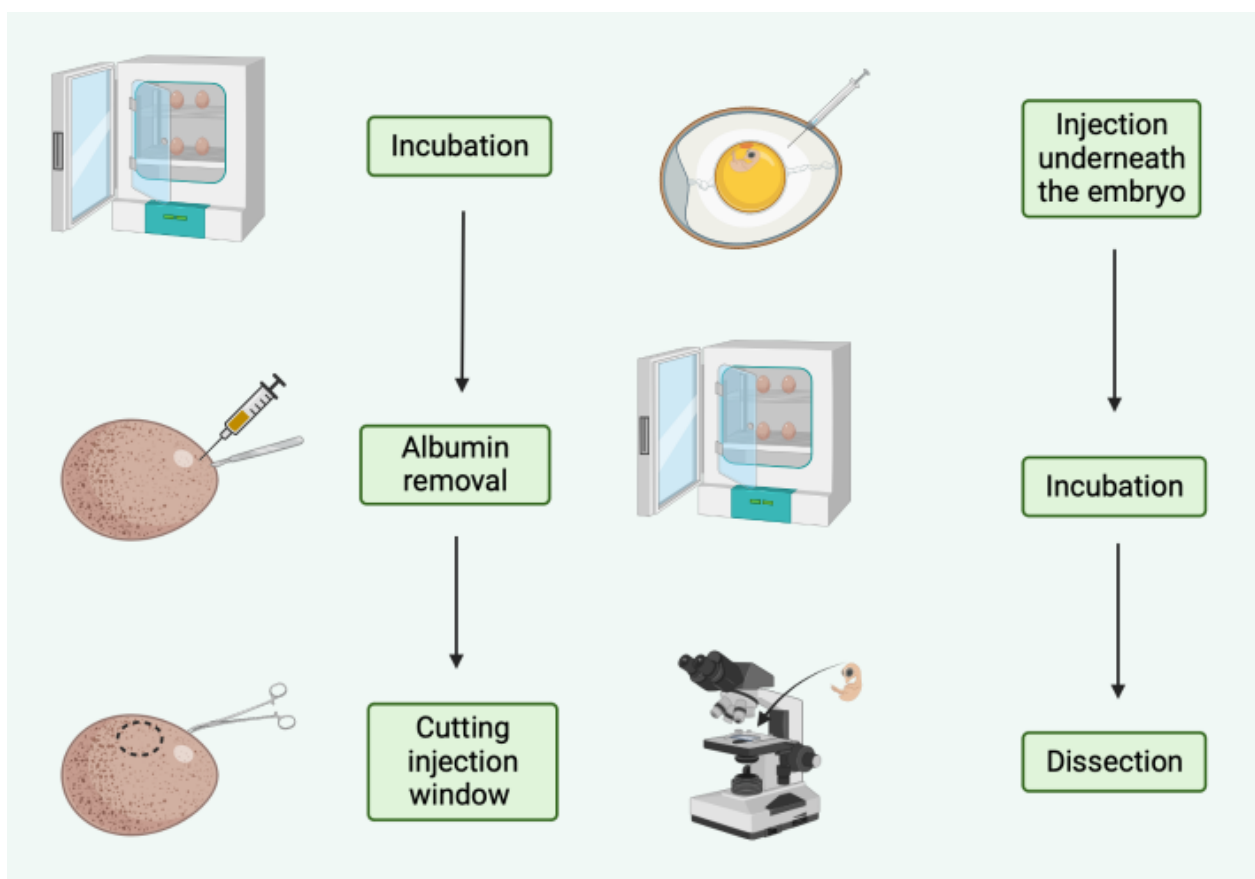 Incubation
Albumin
removal
Cutting
injection
window
Injection
underneath
the embryo
Incubation
Dissection